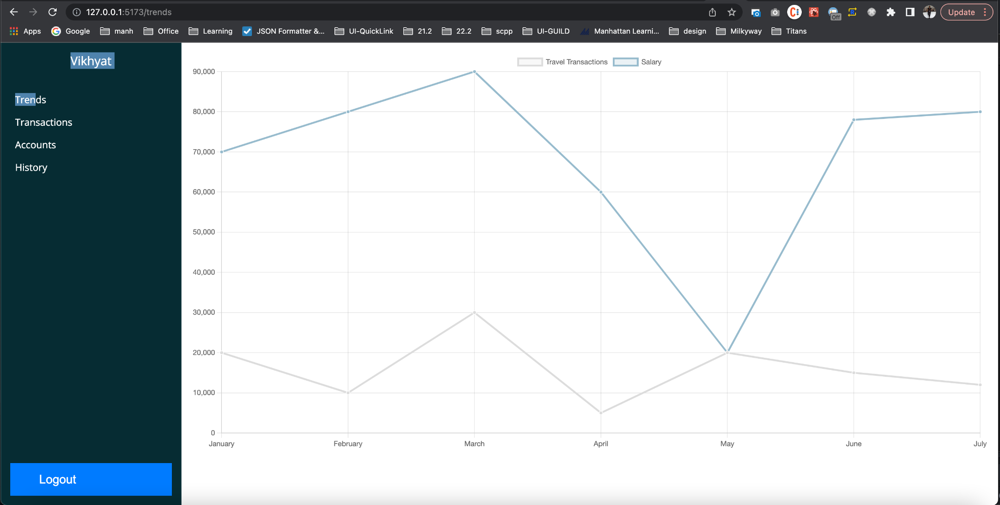 127.0.0.1:5173/trends
Off
Update
Apps Google manh Office Learning JSON Formatter &... UI-QuickLink 21.2 22.2 scpp UI-GUILD Manhattan Learni... design Milkyway Titans
Vikhyat
Trends
Transactions
Accounts
History
Logout
Travel Transactions Salary
90,000
80,000
70,000
60,000
50,000
40,000
30,000
20,000
10,000
0
January February March April May June July